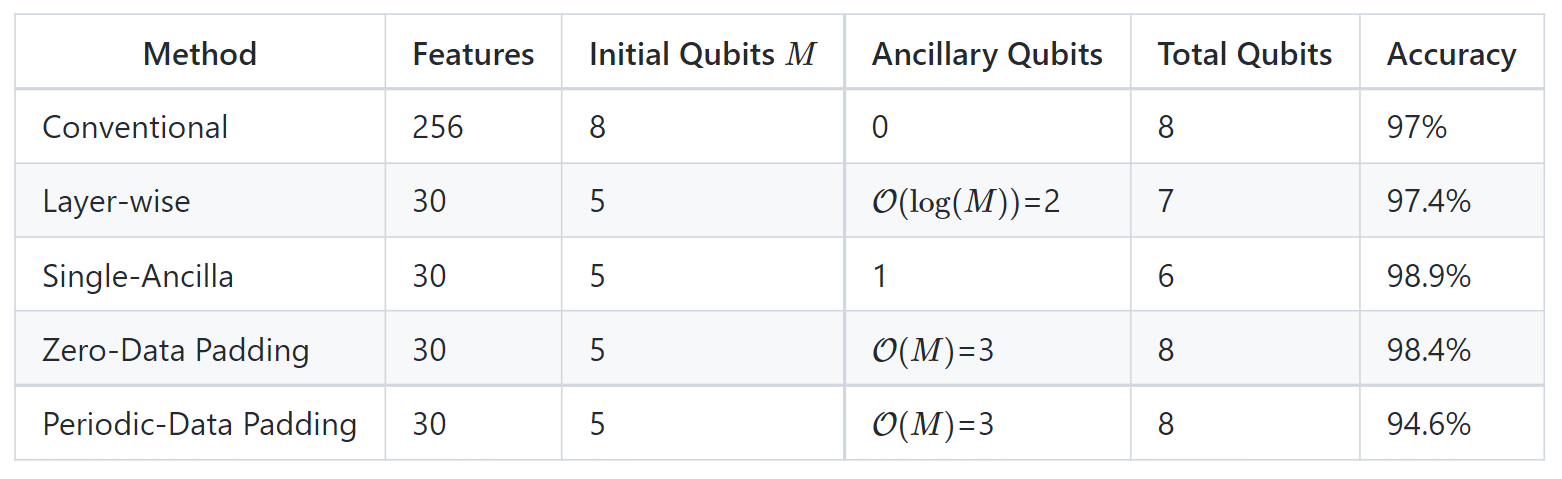 Method Features Initial Qubits M Ancillary Qubits Total Qubits Accuracy
Conventional 256 8 0 8 97%
Layer-wise 30 5 𝒪(log(M))=2 7 97.4%
Single-Ancilla 30 5 1 6 98.9%
Zero-Data Padding 30 5 𝒪(M)=3 8 98.4%
Periodic-Data Padding 30 5 𝒪(M)=3 8 94.6%